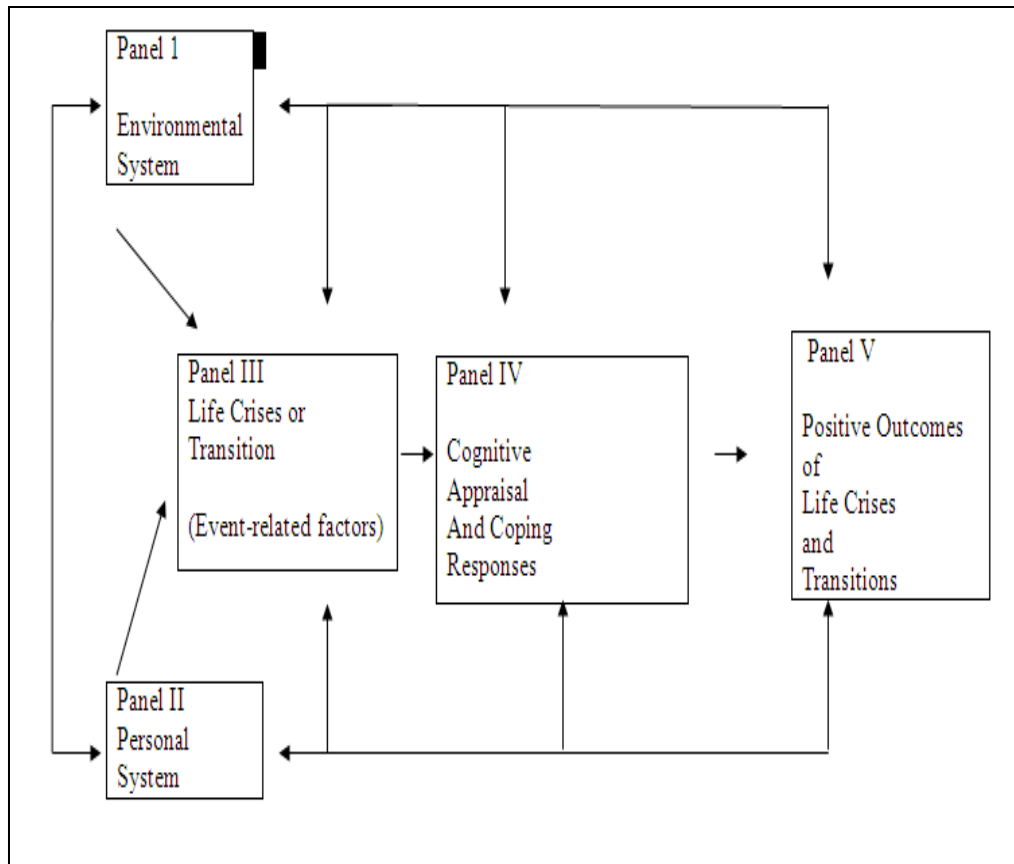 Panel 1
Environmental
System
Panel III
Life Crises or
Transition
(Event-related factors)
Panel IV
Cognitive
Appraisal
And Coping
Responses
Panel V
Positive Outcomes
of
Life Crises
and
Transitions
Panel II
Personal
System